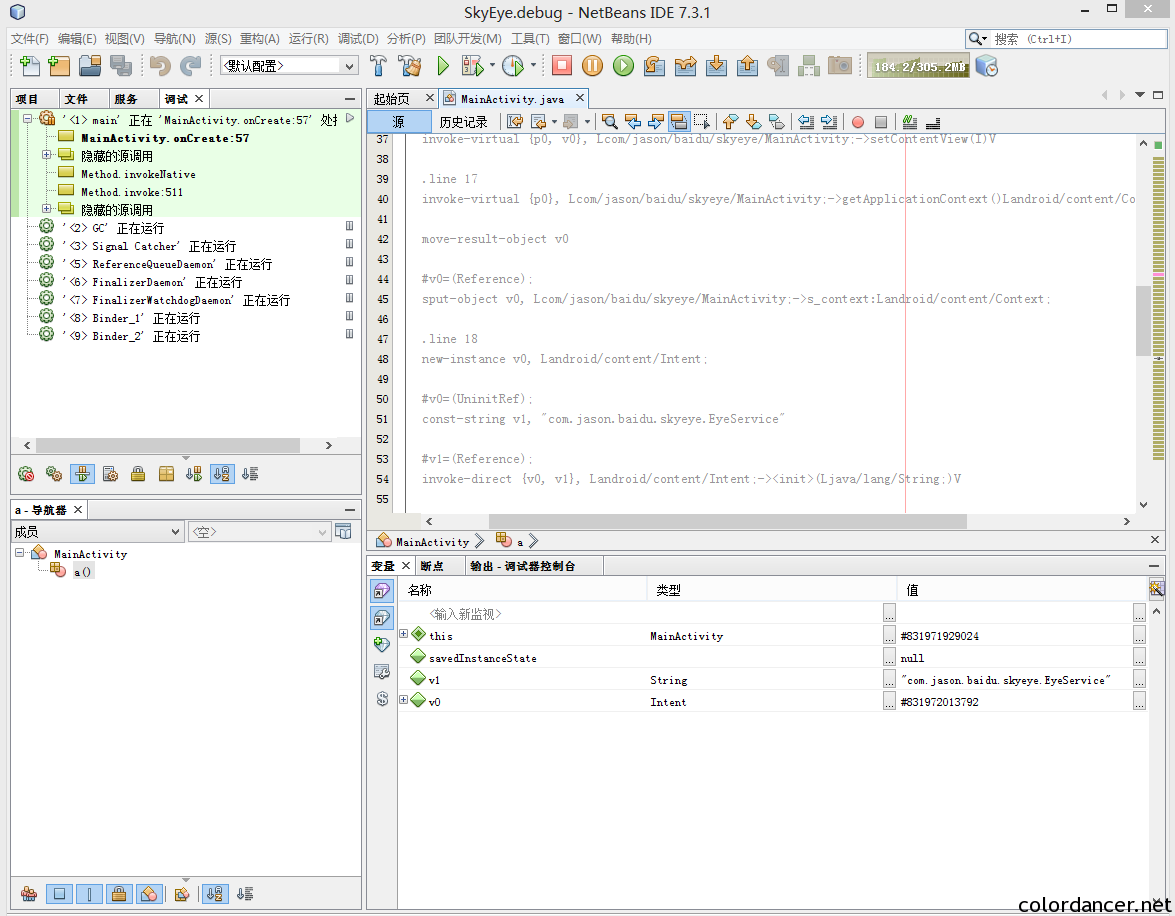 SkyEye.debug - NetBeans IDE 7.3.1
文件(F) 编辑(E) 视图(V) 导航(N) 源(S) 重构(A) 运行(R) 调试(D) 分析(P) 团队开发(M) 工具(T) 窗口(W) 帮助(H)
搜索 (Ctrl+I)
<默认配置>
184.2/305.2MB
项目 文件 服务 调试
'<1> main' 正在 'MainActivity.onCreate:57' 处挂
MainActivity.onCreate:57
隐藏的源调用
Method.invokeNative
Method.invoke:511
隐藏的源调用
'<2> GC' 正在运行
'<3> Signal Catcher' 正在运行
'<5> ReferenceQueueDaemon' 正在运行
'<6> FinalizerDaemon' 正在运行
'<7> FinalizerWatchdogDaemon' 正在运行
'<8> Binder_1' 正在运行
'<9> Binder_2' 正在运行
a - 导航器
成员 <空>
MainActivity
a()
起始页 MainActivity.java
源 历史记录
37 invoke-virtual {p0, v0}, Lcom/jason/baidu/skyeye/MainActivity;->setContentView(I)V
38
39 .line 17
40 invoke-virtual {p0}, Lcom/jason/baidu/skyeye/MainActivity;->getApplicationContext()Landroid/content/Co
41
42 move-result-object v0
43
44 #v0=(Reference);
45 sput-object v0, Lcom/jason/baidu/skyeye/MainActivity;->s_context:Landroid/content/Context;
46
47 .line 18
48 new-instance v0, Landroid/content/Intent;
49
50 #v0=(UninitRef);
51 const-string v1, "com.jason.baidu.skyeye.EyeService"
52
53 #v1=(Reference);
54 invoke-direct {v0, v1}, Landroid/content/Intent;-><init>(Ljava/lang/String;)V
55
MainActivity a
变量 断点 输出 - 调试器控制台
名称 类型 值
<输入新监视> ... ...
this MainActivity ... #831971929024 ...
savedInstanceState ... null ...
v1 String ... "com.jason.baidu.skyeye.EyeService" ...
v0 Intent ... #831972013792 ...
colordancer.net